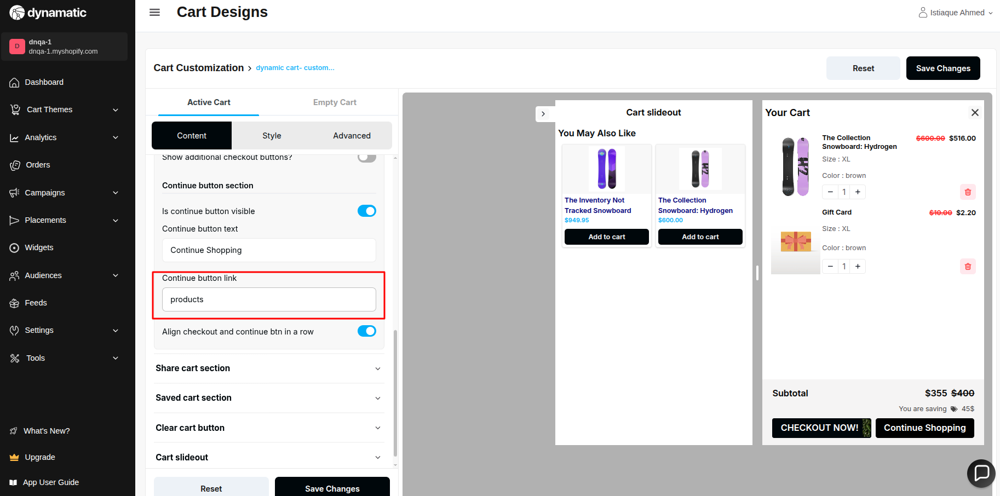 dynamatic
Cart Designs
Istiaque Ahmed
D
dnqa-1
dnqa-1.myshopify.com
Dashboard
Cart Themes
Analytics
Orders
Campaigns
Placements
Widgets
Audiences
Feeds
Settings
Tools
What's New?
Upgrade
App User Guide
Cart Customization
dynamic cart- custom...
Reset
Save Changes
Active Cart
Empty Cart
Content
Style
Advanced
Show additional checkout buttons?
Continue button section
Is continue button visible
Continue button text
Continue Shopping
Continue button link
products
Align checkout and continue btn in a row
Share cart section
Saved cart section
Clear cart button
Cart slideout
Reset
Save Changes
Cart slideout
You May Also Like
The Inventory Not
Tracked Snowboard
$949.95
Add to cart
The Collection
Snowboard: Hydrogen
$600.00
Add to cart
Your Cart
The Collection
Snowboard: Hydrogen
$600.00 $516.00
Size : XL
Color : brown
1
Gift Card
$10.00 $2.20
Size : XL
Color : brown
1
Subtotal
$355 $400
You are saving 45$
CHECKOUT NOW!
Continue Shopping